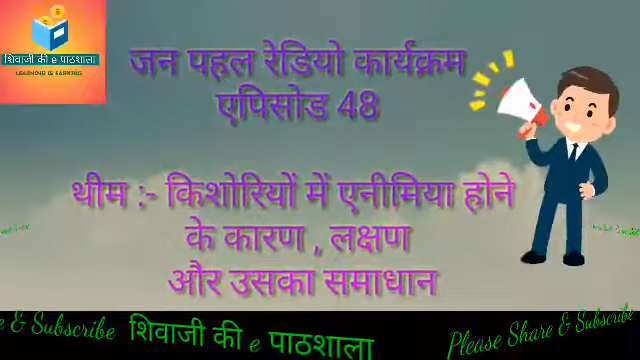 शिवाजी की e पाठशाला
LEARNING IS EARNING
जन पहल रेडियो कार्यक्रम
एपिसोड 48
थीम :- किशोरियों में एनीमिया होने
के कारण , लक्षण
और उसका समाधान
e & Subscribe शिवाजी की e पाठशाला Please Share & Subscribe